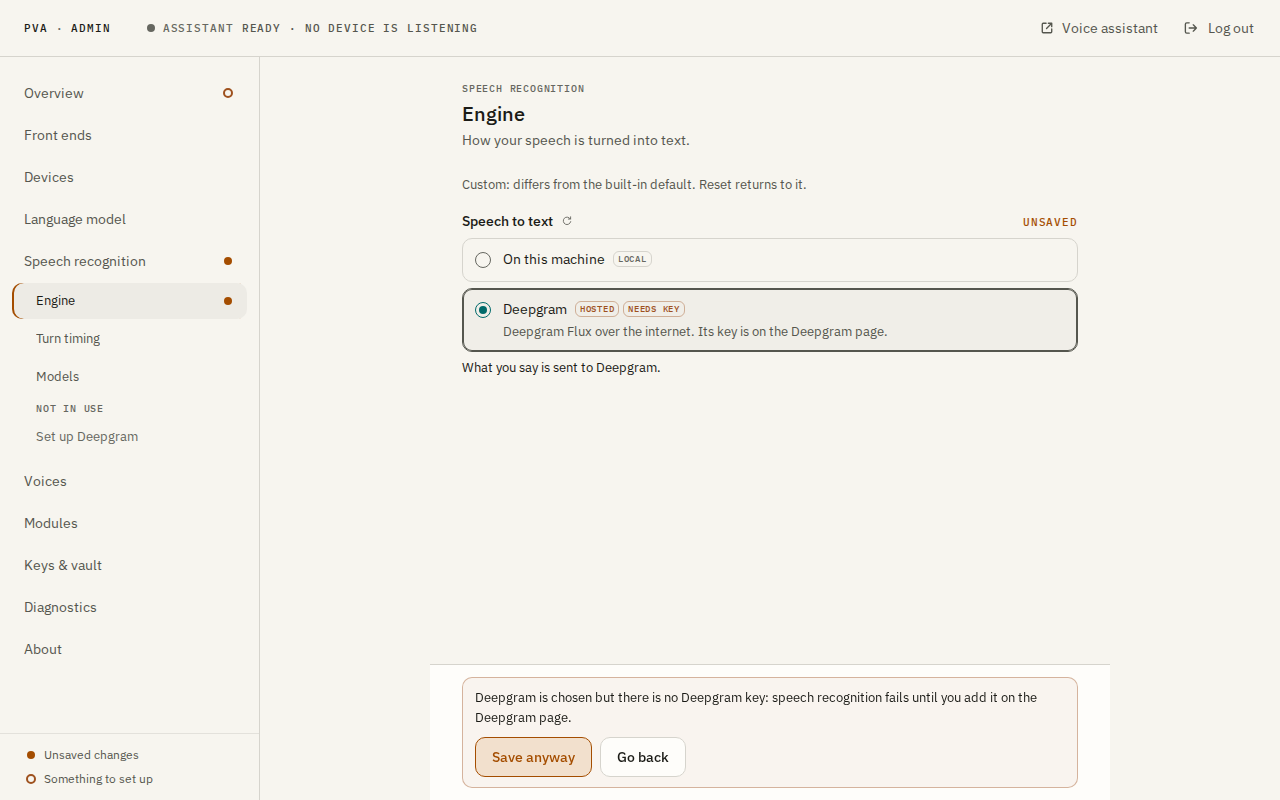 PVA · ADMIN
ASSISTANT READY · NO DEVICE IS LISTENING
Voice assistant
Log out
Overview
Front ends
Devices
Language model
Speech recognition
Engine
Turn timing
Models
NOT IN USE
Set up Deepgram
Voices
Modules
Keys & vault
Diagnostics
About
Unsaved changes
Something to set up
SPEECH RECOGNITION
Engine
How your speech is turned into text.
Custom: differs from the built-in default. Reset returns to it.
Speech to text
UNSAVED
On this machine LOCAL
Deepgram HOSTED NEEDS KEY
Deepgram Flux over the internet. Its key is on the Deepgram page.
What you say is sent to Deepgram.
Deepgram is chosen but there is no Deepgram key: speech recognition fails until you add it on the
Deepgram page.
Save anyway
Go back